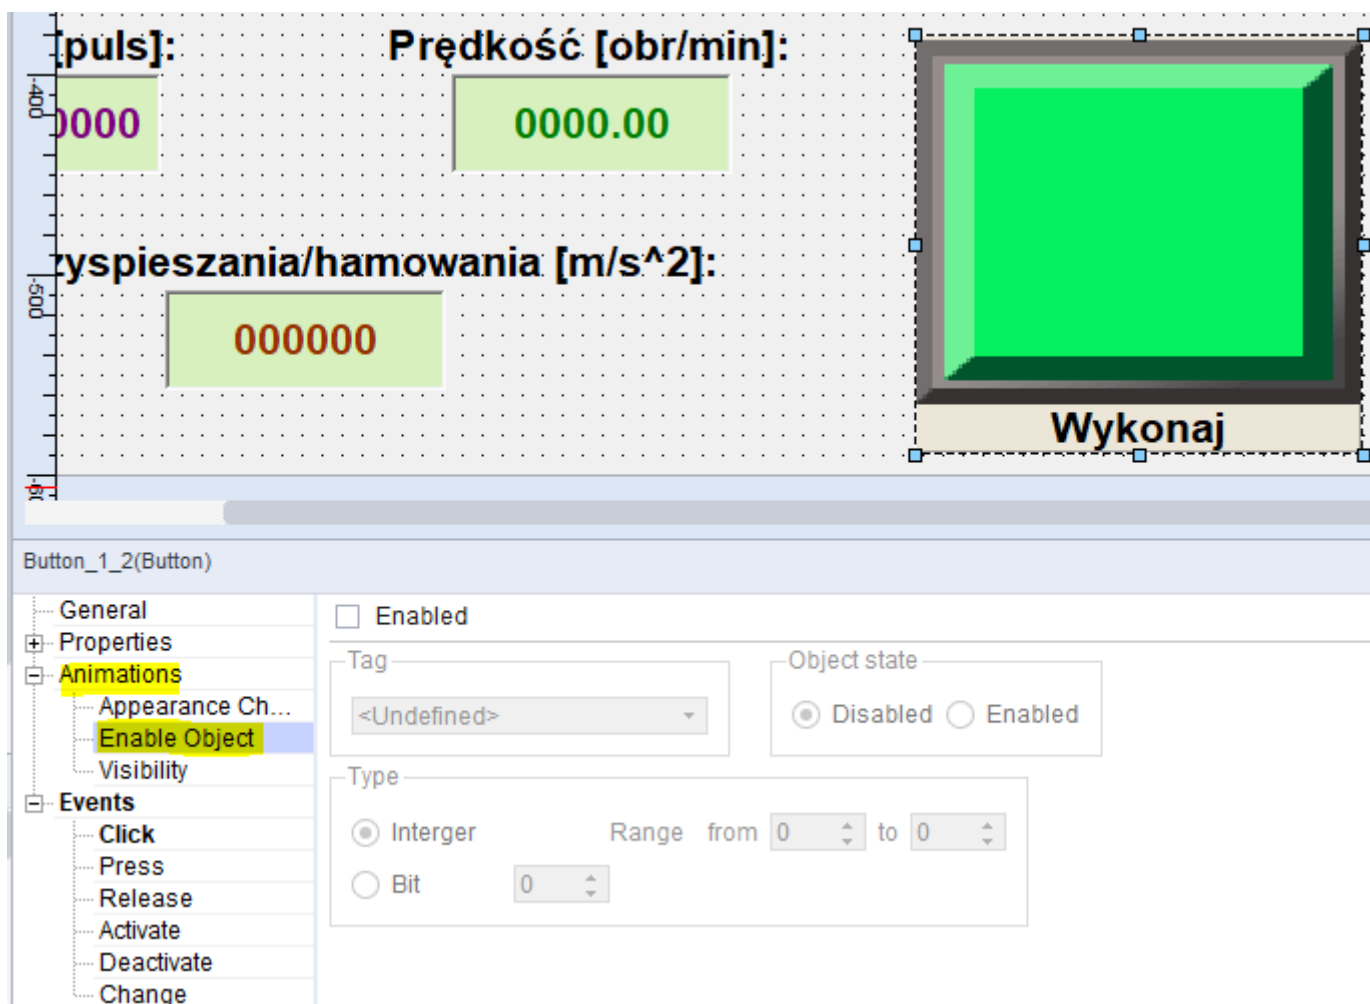 [puls]:
Prędkość [obr/min]:
-400
0000
0000.00
zyspieszania/hamowania [m/s^2]:
-500
000000
Wykonaj
Button_1_2(Button)
General
Properties
Animations
Appearance Ch...
Enable Object
Visibility
Events
Click
Press
Release
Activate
Deactivate
Change
Enabled
Tag
<Undefined>
Object state
Disabled Enabled
Type
Interger Range from 0 to 0
Bit 0